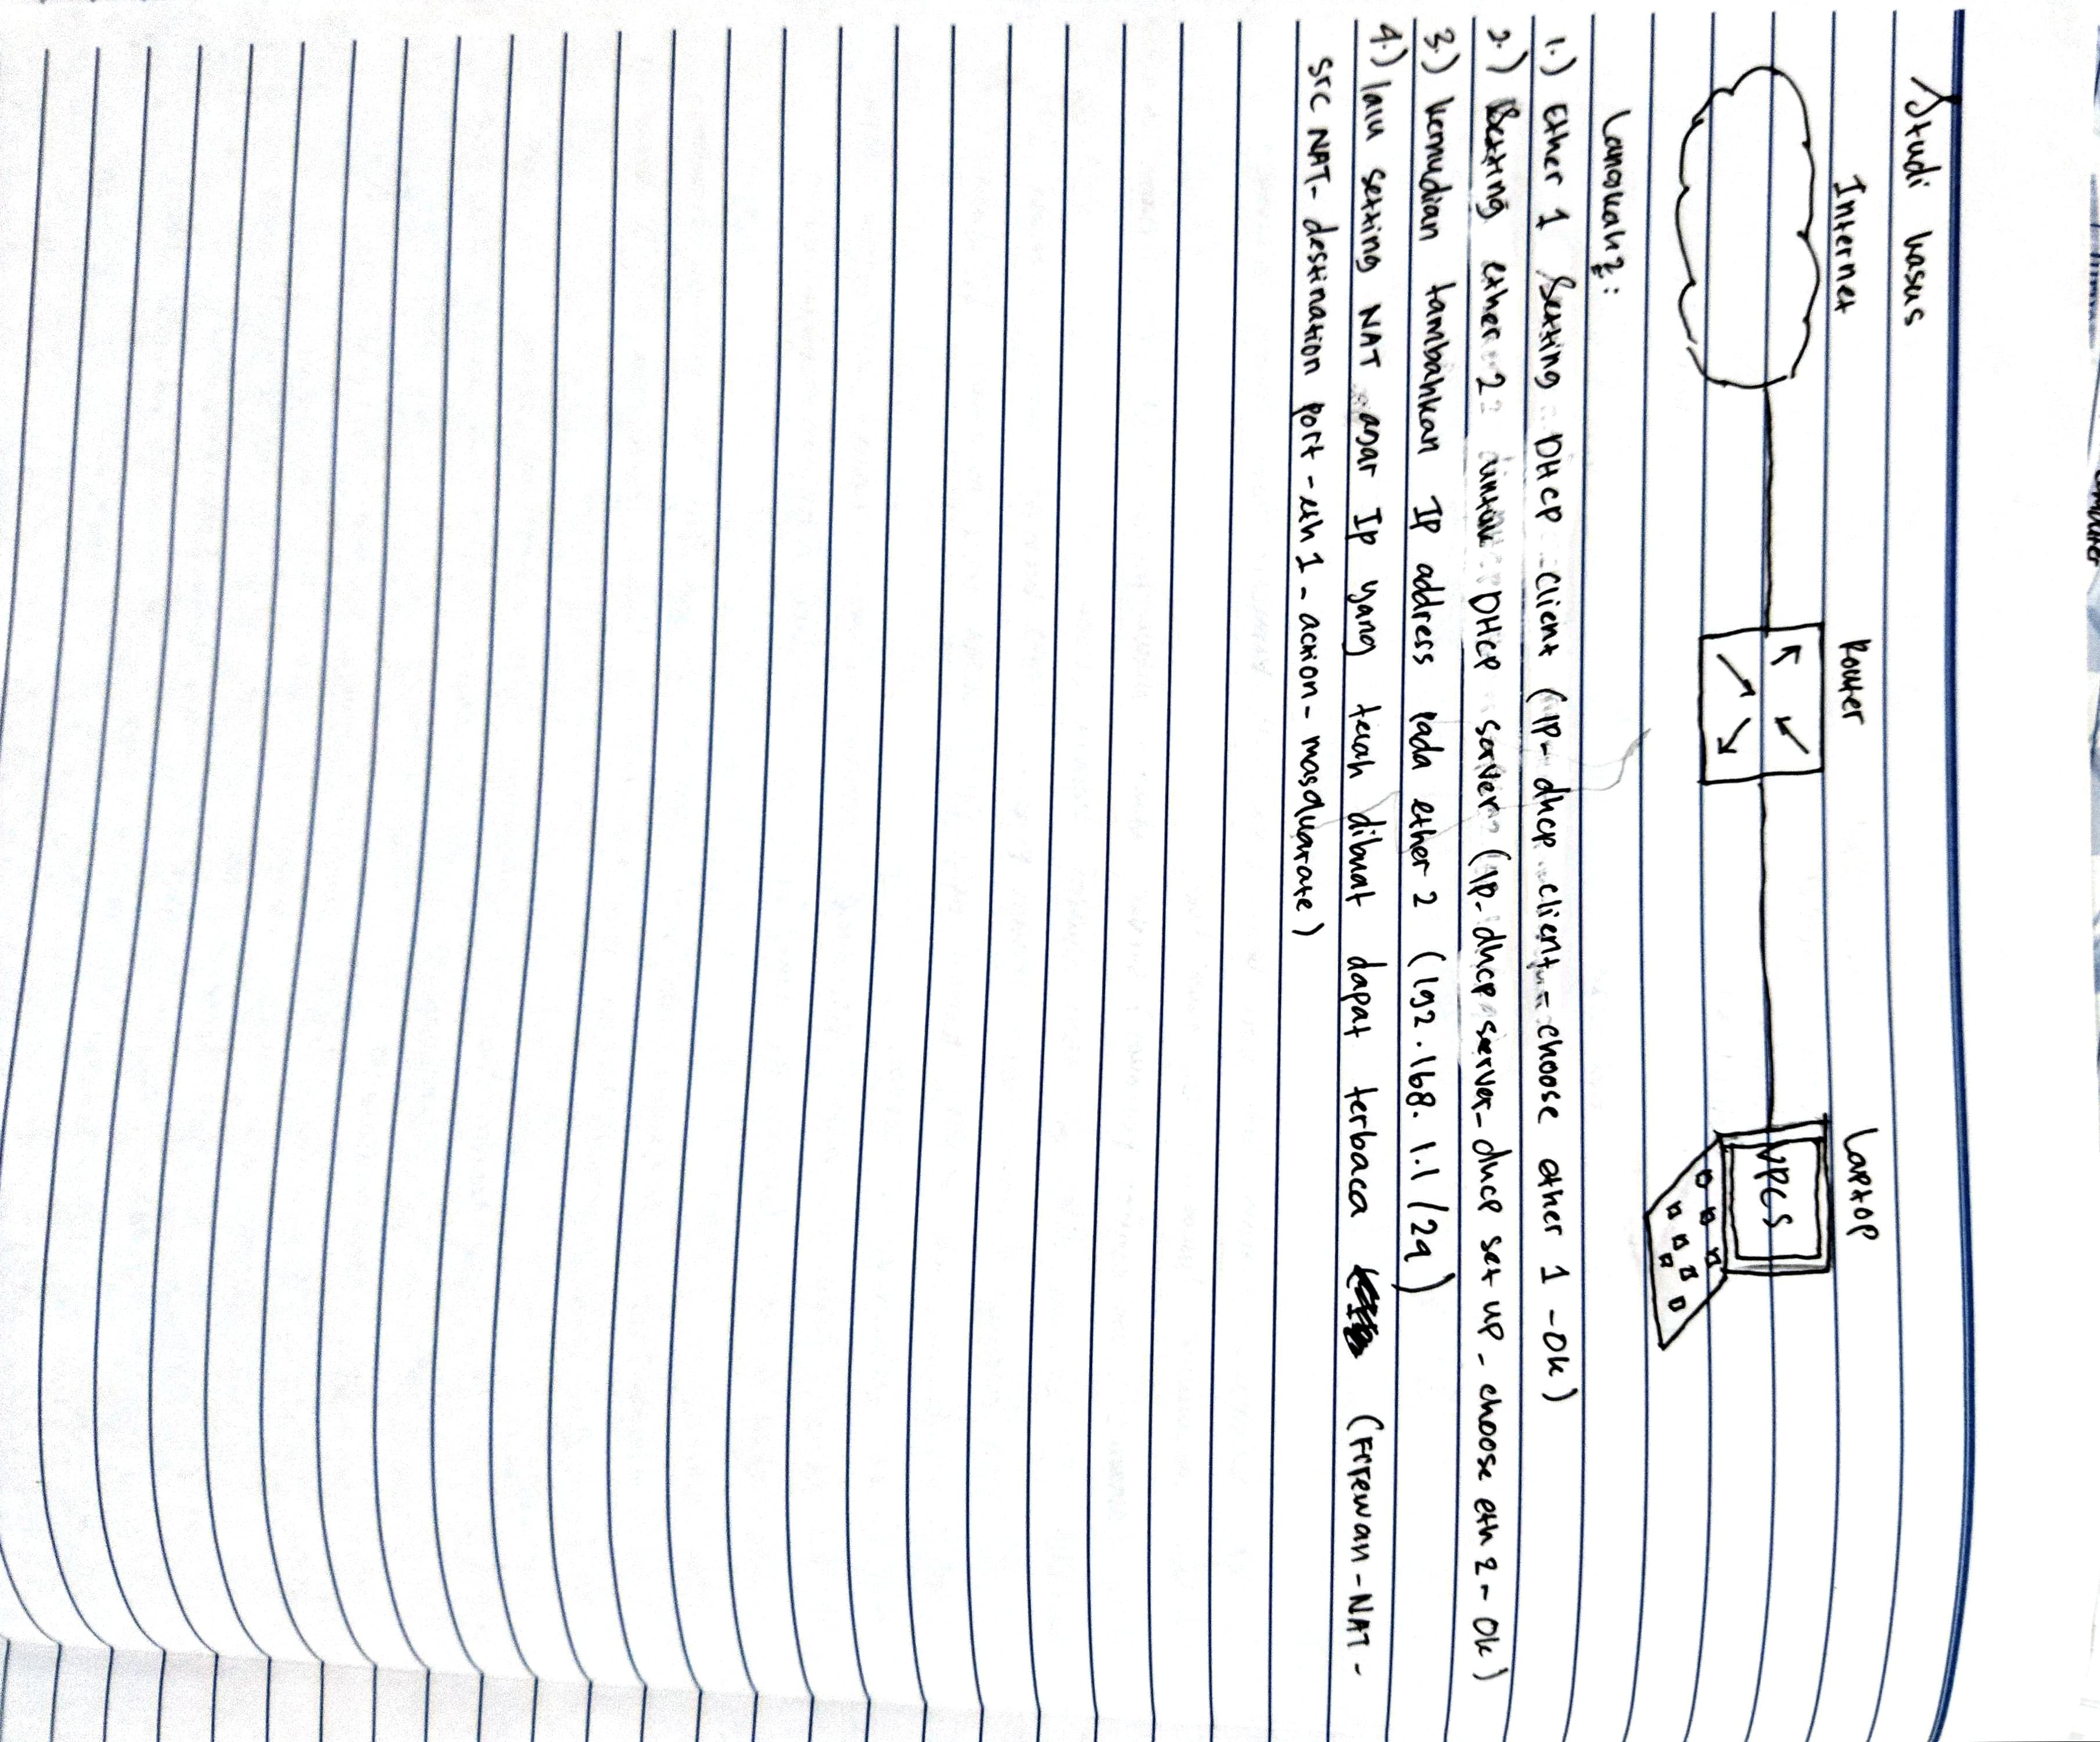 Studi kasus
Internet Router Laptop
VPCS
Langkah2:
1.) Ether 1 Setting DHCP Client (IP- dhcp client - choose ether 1 - Ok)
2.) Setting ether 2 untuk DHCP server (IP- dhcp server - dhcp set up - choose eth 2 - Ok)
3.) kemudian tambahkan IP address pada ether 2 (192.168.1.1/24)
4.) lalu setting NAT agar Ip yang telah dibuat dapat terbaca (Firewall - NAT -
src NAT- destination port - eth 1 - action - masquarate)